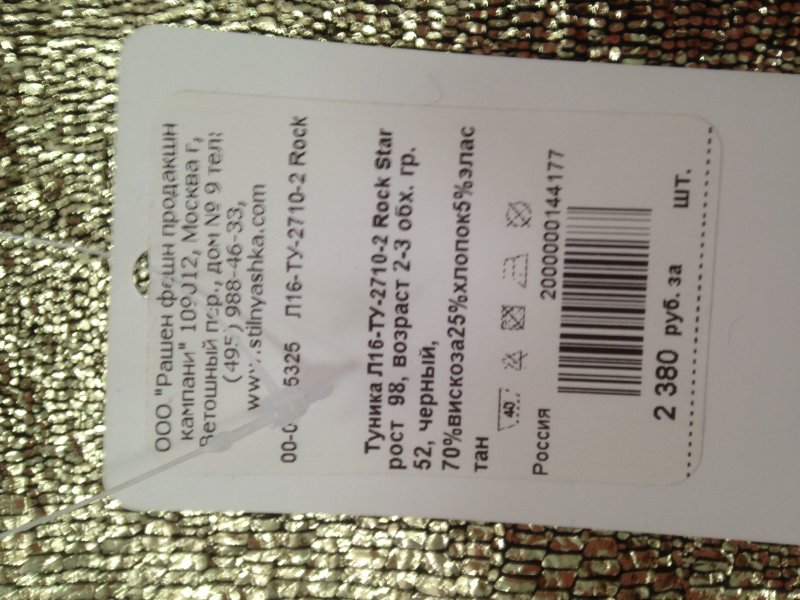 ООО "Рашен фешн продакшн
кампани" 109012, Москва г,
Ветошный пер., дом № 9 тел:
(495) 988-46-33,
www.stilnyashka.com
5325 Л16-ТУ-2710-2 Rock
Туника Л16-ТУ-2710-2 Rock Star
рост 98, возраст 2-3 обх. гр.
52, черный,
70%вискоза25%хлопок5%элас
тан
40
Россия
2000000144177
2 380 руб. за шт.